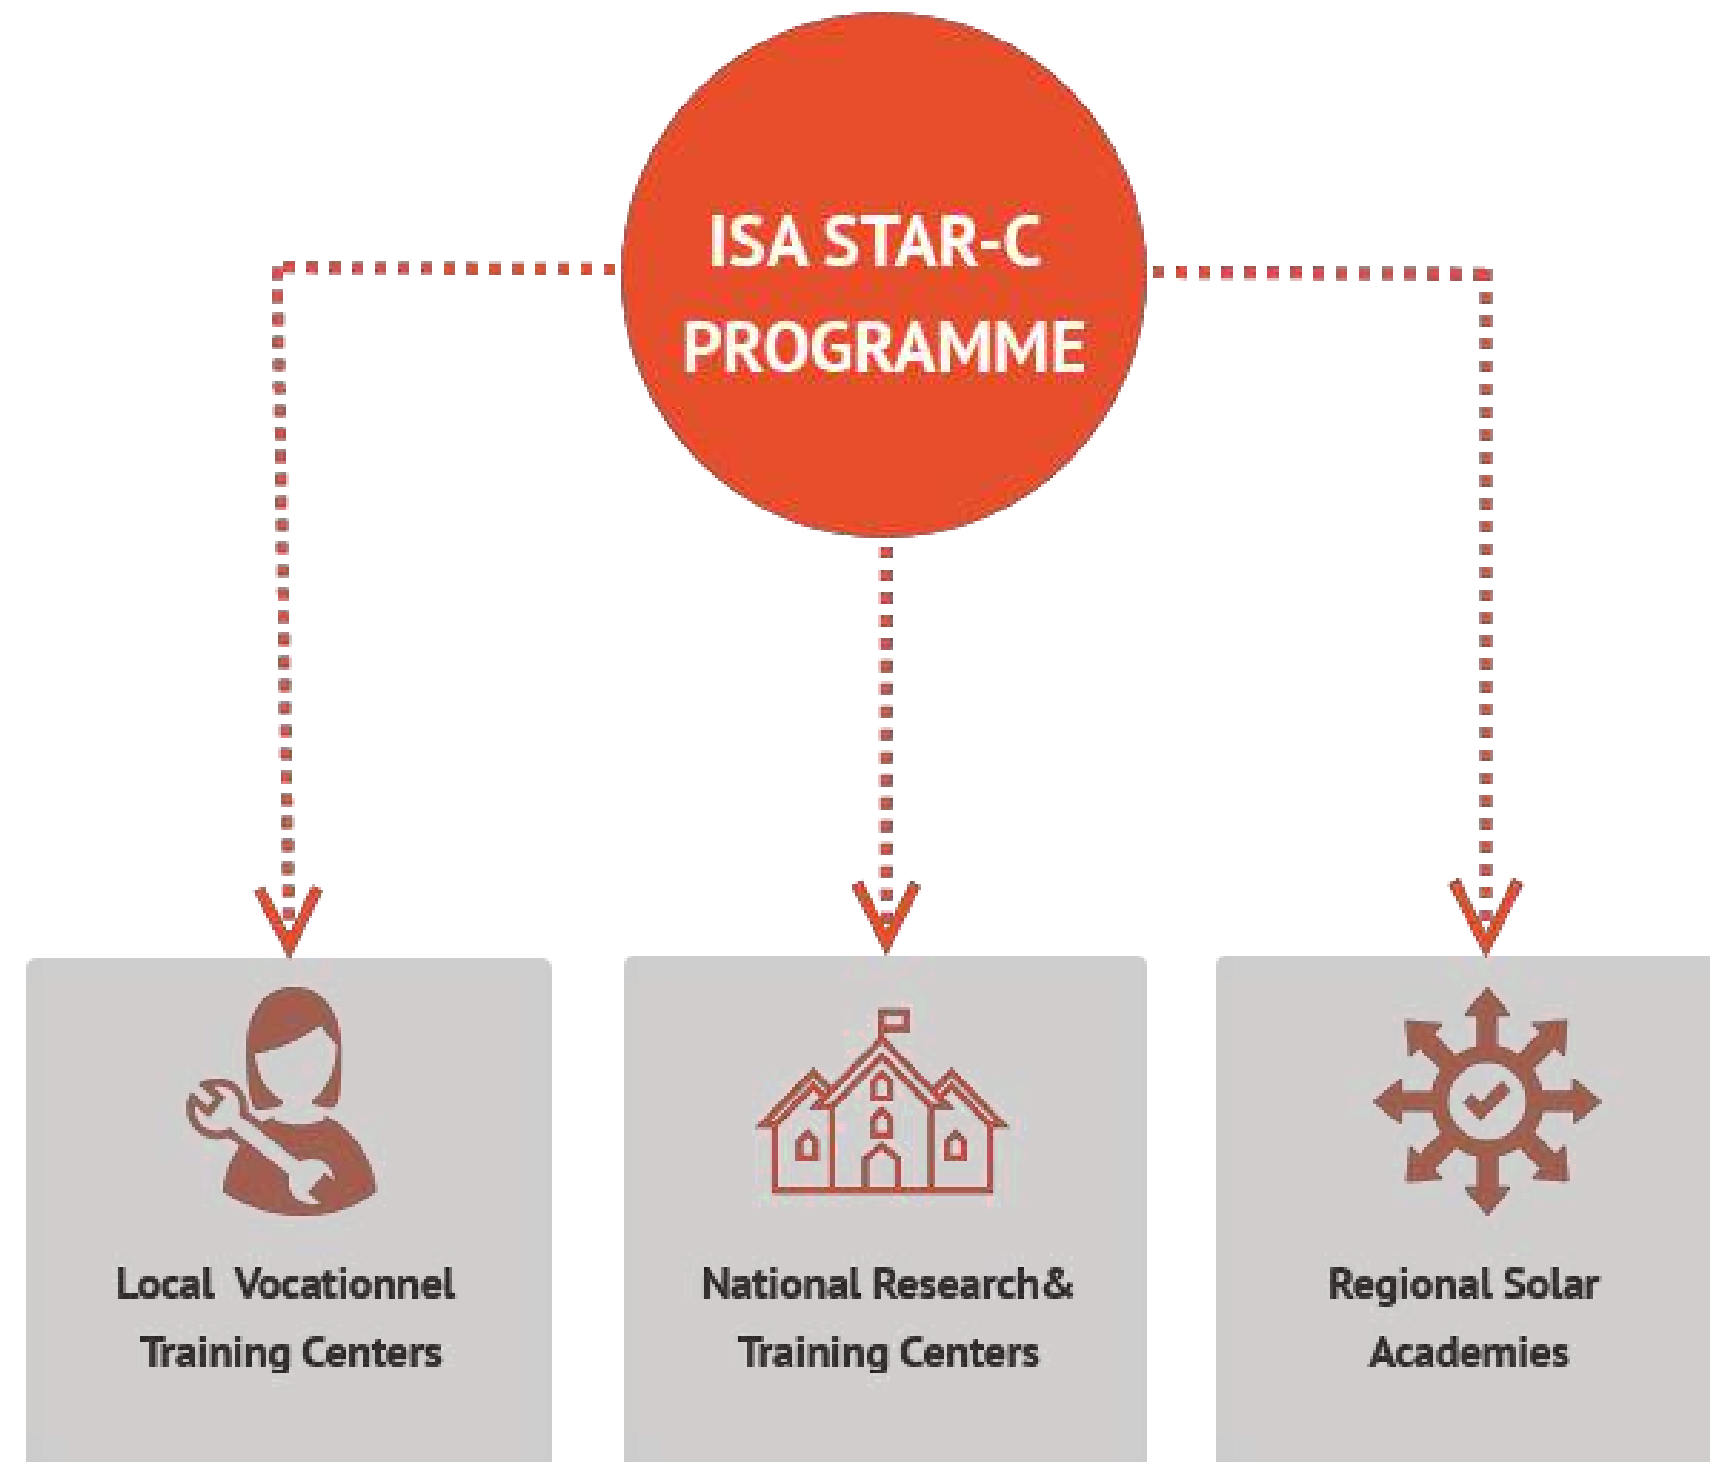 ISA STAR-C
PROGRAMME
Local Vocationnel
Training Centers
National Research&
Training Centers
Regional Solar
Academies